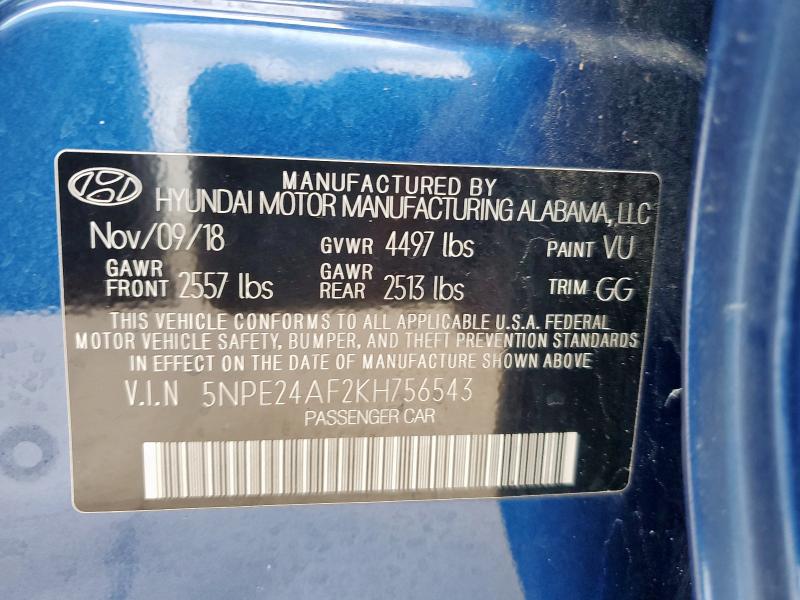 MANUFACTURED BY
HYUNDAI MOTOR MANUFACTURING ALABAMA, LLC
Nov/09/18 GVWR 4497 lbs PAINT VU
GAWR FRONT 2557 lbs GAWR REAR 2513 lbs TRIM GG
THIS VEHICLE CONFORMS TO ALL APPLICABLE U.S.A. FEDERAL
MOTOR VEHICLE SAFETY, BUMPER, AND THEFT PREVENTION STANDARDS
IN EFFECT ON THE DATE OF MANUFACTURE SHOWN ABOVE
V.I.N 5NPE24AF2KH756543
PASSENGER CAR